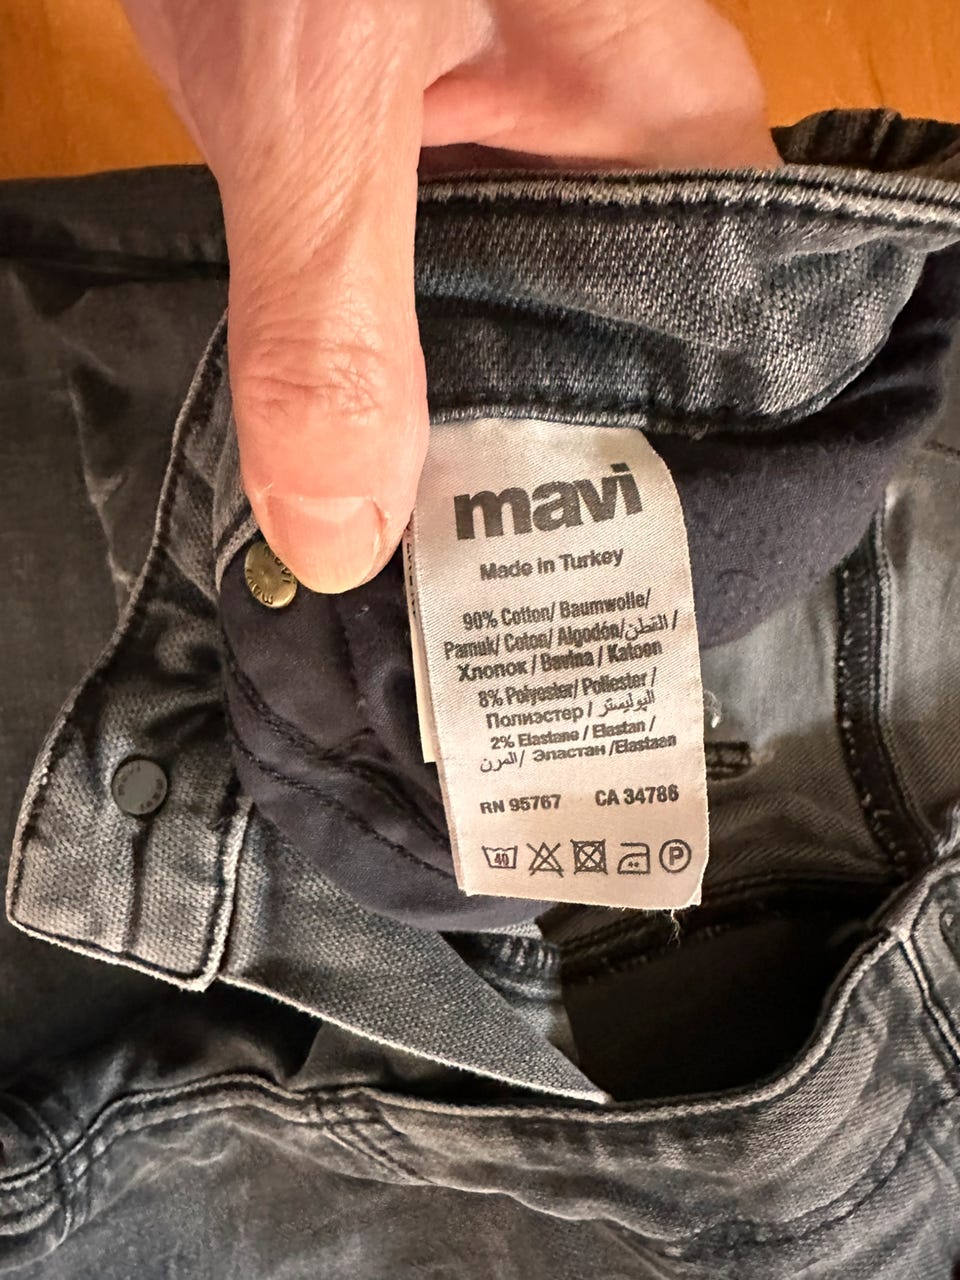 mavi
Made in Turkey
90% Cotton/ Baumwolle/
Pamuk/ Coton/ Algodón/القطن /
Хлопок / Bavlna / Katoen
8% Polyester/ Poliester /
Полиэстер / البوليستر
2% Elastane / Elastan /
المرن/ Эластан /Elastaan
RN 95767 CA 34786
40
P